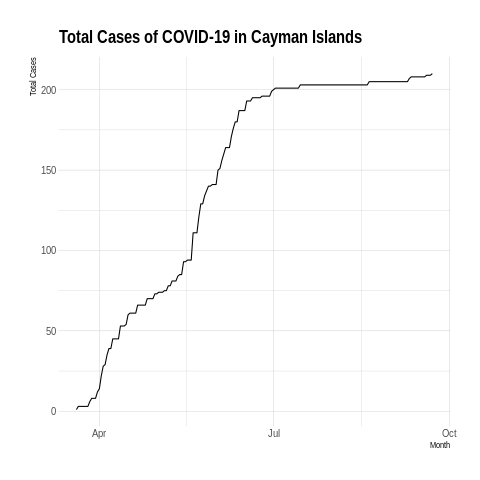 Total Cases of COVID-19 in Cayman Islands
Total Cases
200
150
100
50
0
Apr
Jul
Oct
Month